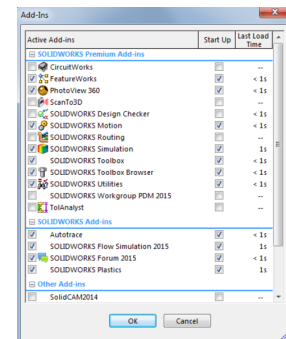 Add-Ins
Active Add-ins Start Up Last Load Time
SOLIDWORKS Premium Add-ins
CircuitWorks --
FeatureWorks < 1s
PhotoView 360 < 1s
ScanTo3D --
SOLIDWORKS Design Checker < 1s
SOLIDWORKS Motion < 1s
SOLIDWORKS Routing --
SOLIDWORKS Simulation 1s
SOLIDWORKS Toolbox < 1s
SOLIDWORKS Toolbox Browser < 1s
SOLIDWORKS Utilities < 1s
SOLIDWORKS Workgroup PDM 2015 --
TolAnalyst --
SOLIDWORKS Add-ins
Autotrace < 1s
SOLIDWORKS Flow Simulation 2015 1s
SOLIDWORKS Forum 2015 < 1s
SOLIDWORKS Plastics 1s
Other Add-ins
SolidCAM2014 --
OK Cancel